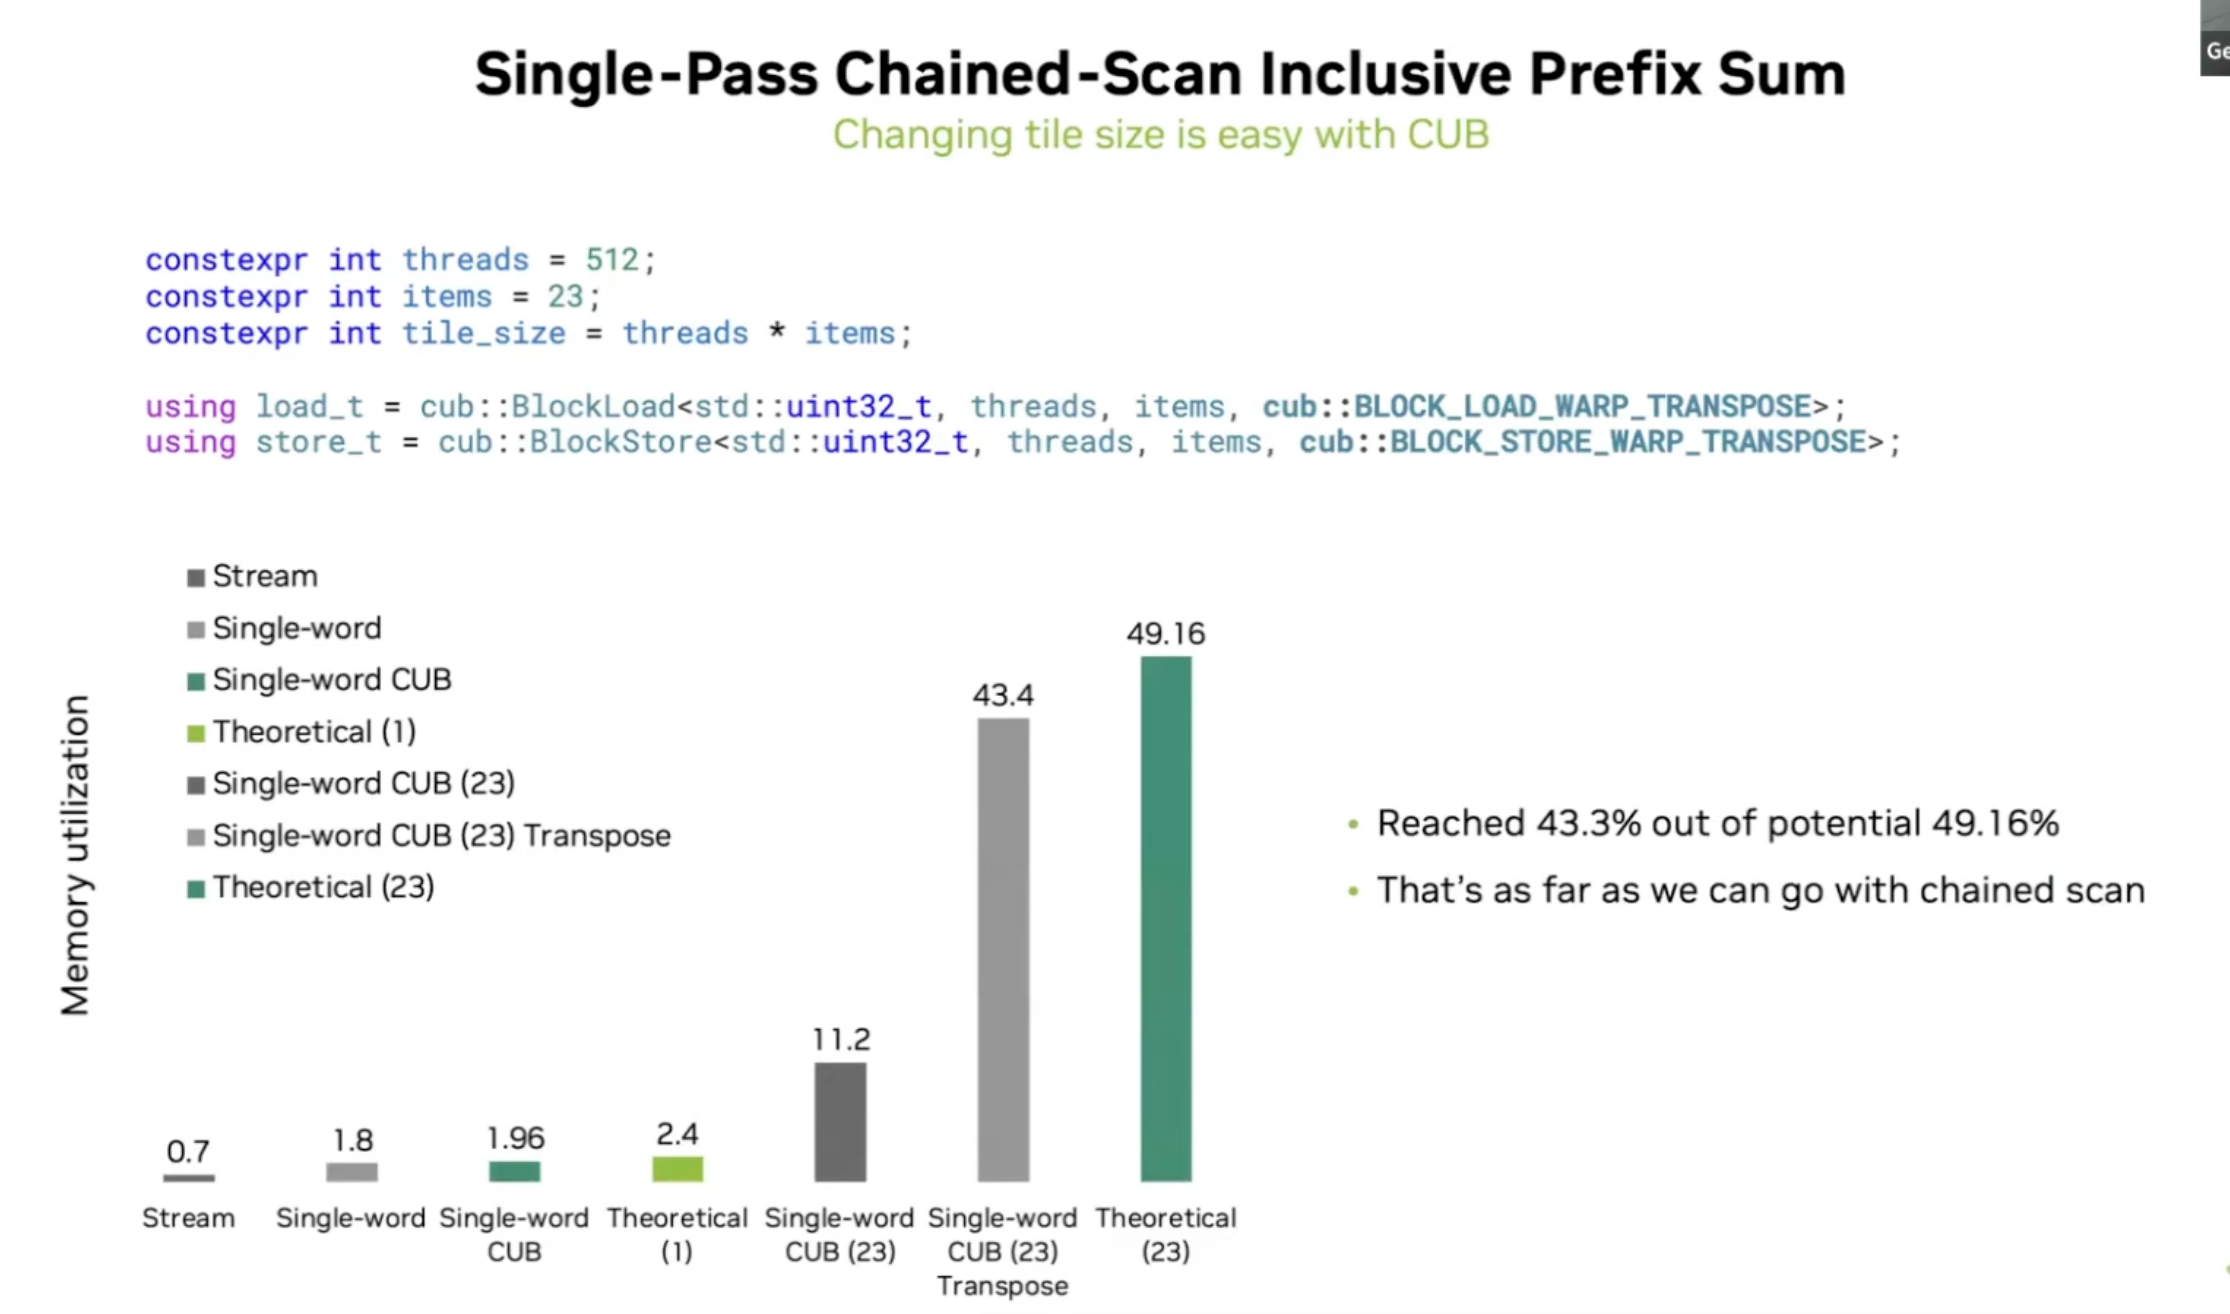 Single-Pass Chained-Scan Inclusive Prefix Sum
Changing tile size is easy with CUB
constexpr int threads = 512;
constexpr int items = 23;
constexpr int tile_size = threads * items;
using load_t = cub::BlockLoad<std::uint32_t, threads, items, cub::BLOCK_LOAD_WARP_TRANSPOSE>;
using store_t = cub::BlockStore<std::uint32_t, threads, items, cub::BLOCK_STORE_WARP_TRANSPOSE>;
Memory utilization
Stream
Single-word
Single-word CUB
Theoretical (1)
Single-word CUB (23)
Single-word CUB (23) Transpose
Theoretical (23)
0.7
1.8
1.96
2.4
11.2
43.4
49.16
Stream
Single-word
Single-word
CUB
Theoretical
(1)
Single-word
CUB (23)
Single-word
CUB (23)
Transpose
Theoretical
(23)
• Reached 43.3% out of potential 49.16%
• That's as far as we can go with chained scan